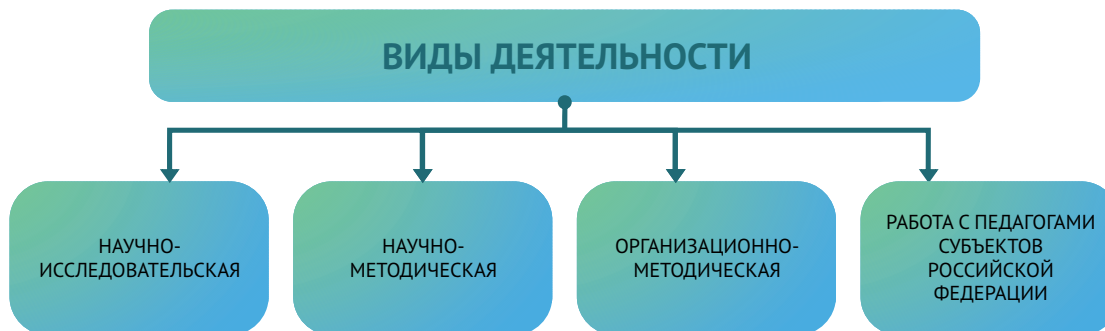 ВИДЫ ДЕЯТЕЛЬНОСТИ
НАУЧНО-
ИССЛЕДОВАТЕЛЬСКАЯ
НАУЧНО-
МЕТОДИЧЕСКАЯ
ОРГАНИЗАЦИОННО-
МЕТОДИЧЕСКАЯ
РАБОТА С ПЕДАГОГАМИ
СУБЪЕКТОВ
РОССИЙСКОЙ
ФЕДЕРАЦИИ